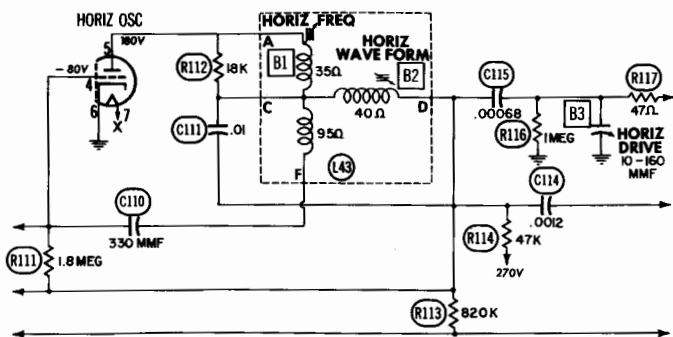 HORIZ OSC
180V
5
- 80V
4
6
7
X
R112
18K
C111
.01
HORIZ FREQ
A
B1
35Ω
HORIZ
WAVE FORM
B2
C
D
40Ω
95Ω
F
L43
C115
.00068
R116
1MEG
B3
HORIZ
DRIVE
10-160
MMF
R117
47Ω
C114
.0012
C110
330 MMF
R111
1.8 MEG
R114
47K
270V
R113
820K